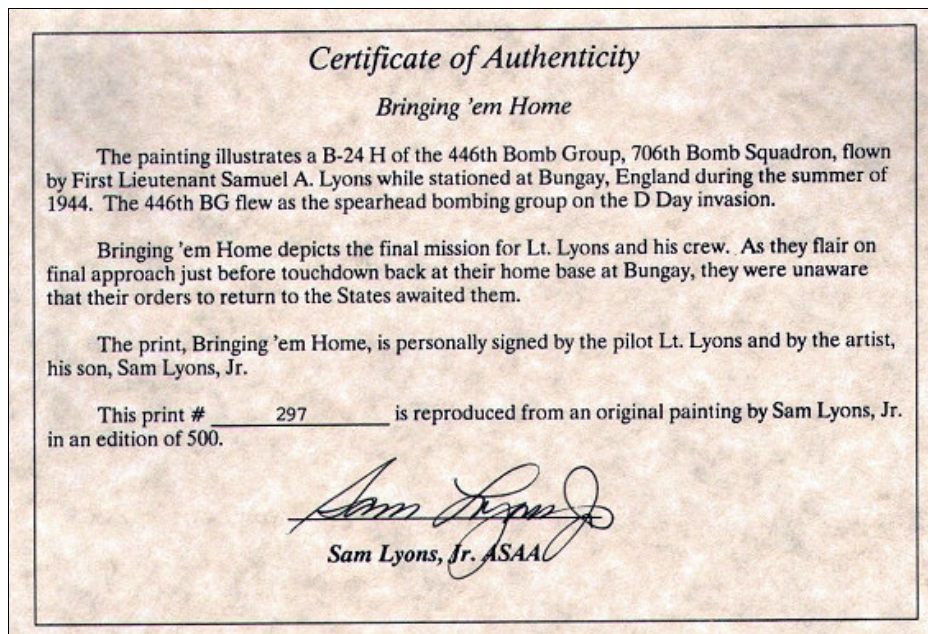 Certificate of Authenticity
Bringing 'em Home
The painting illustrates a B-24 H of the 446th Bomb Group, 706th Bomb Squadron, flown
by First Lieutenant Samuel A. Lyons while stationed at Bungay, England during the summer of
1944. The 446th BG flew as the spearhead bombing group on the D Day invasion.
Bringing 'em Home depicts the final mission for Lt. Lyons and his crew. As they flair on
final approach just before touchdown back at their home base at Bungay, they were unaware
that their orders to return to the States awaited them.
The print, Bringing 'em Home, is personally signed by the pilot Lt. Lyons and by the artist,
his son, Sam Lyons, Jr.
This print # 297 is reproduced from an original painting by Sam Lyons, Jr.
in an edition of 500.
Sam Lyons Jr
Sam Lyons, Jr. ASAA